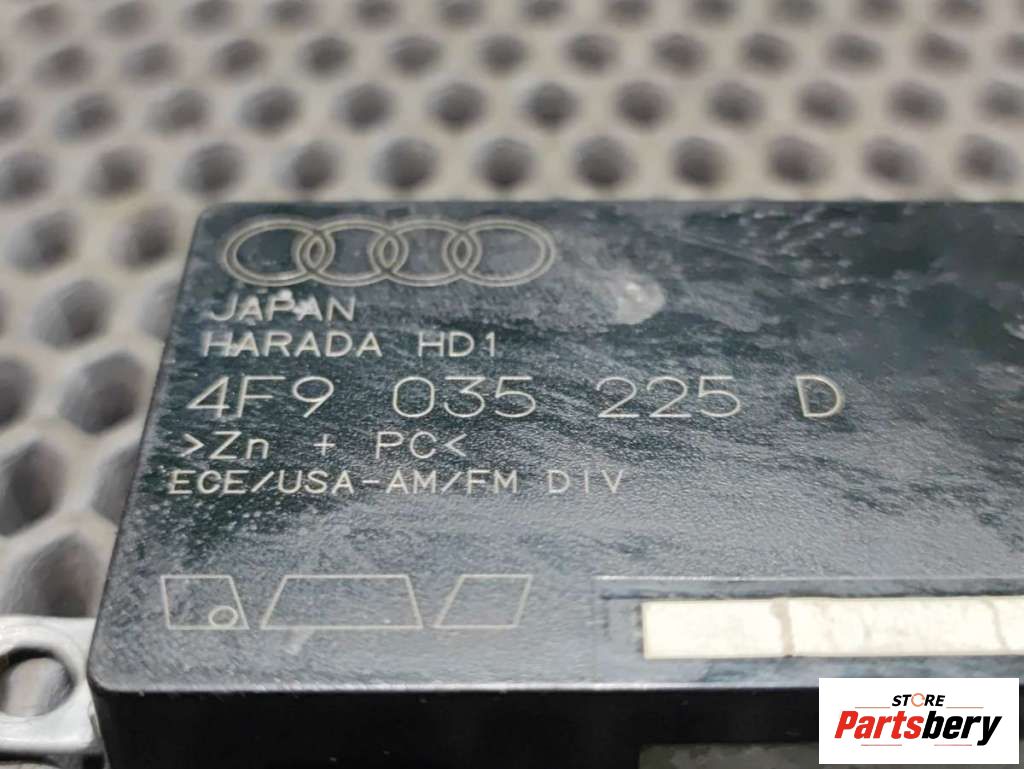 JAPAN
HARADA HD1
4F9 035 225 D
>Zn + PC<
ECE/USA-AM/FM DIV
STORE
Partsbery